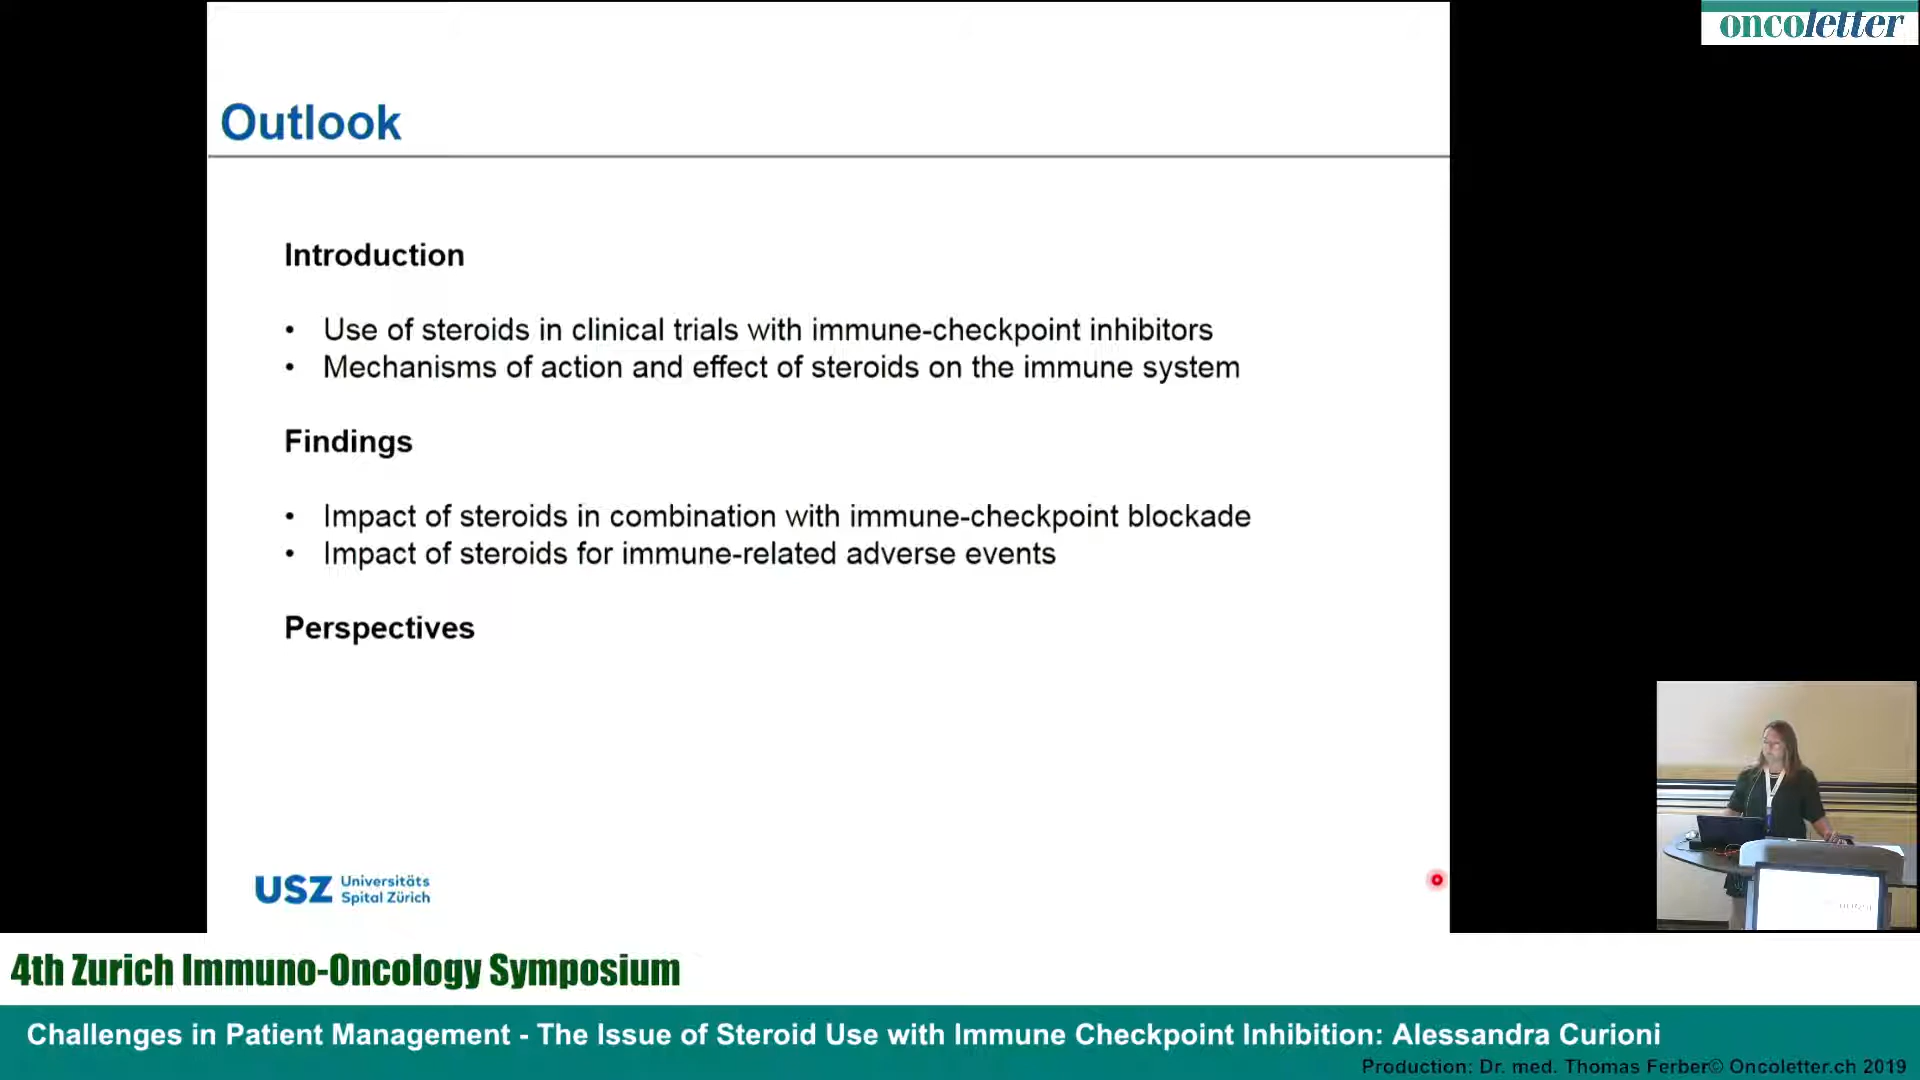 oncoletter
Outlook
Introduction
• Use of steroids in clinical trials with immune-checkpoint inhibitors
• Mechanisms of action and effect of steroids on the immune system
Findings
• Impact of steroids in combination with immune-checkpoint blockade
• Impact of steroids for immune-related adverse events
Perspectives
USZ Universitäts
Spital Zürich
4th Zurich Immuno-Oncology Symposium
Challenges in Patient Management - The Issue of Steroid Use with Immune Checkpoint Inhibition: Alessandra Curioni
Production: Dr. med. Thomas Ferber© Oncoletter.ch 2019